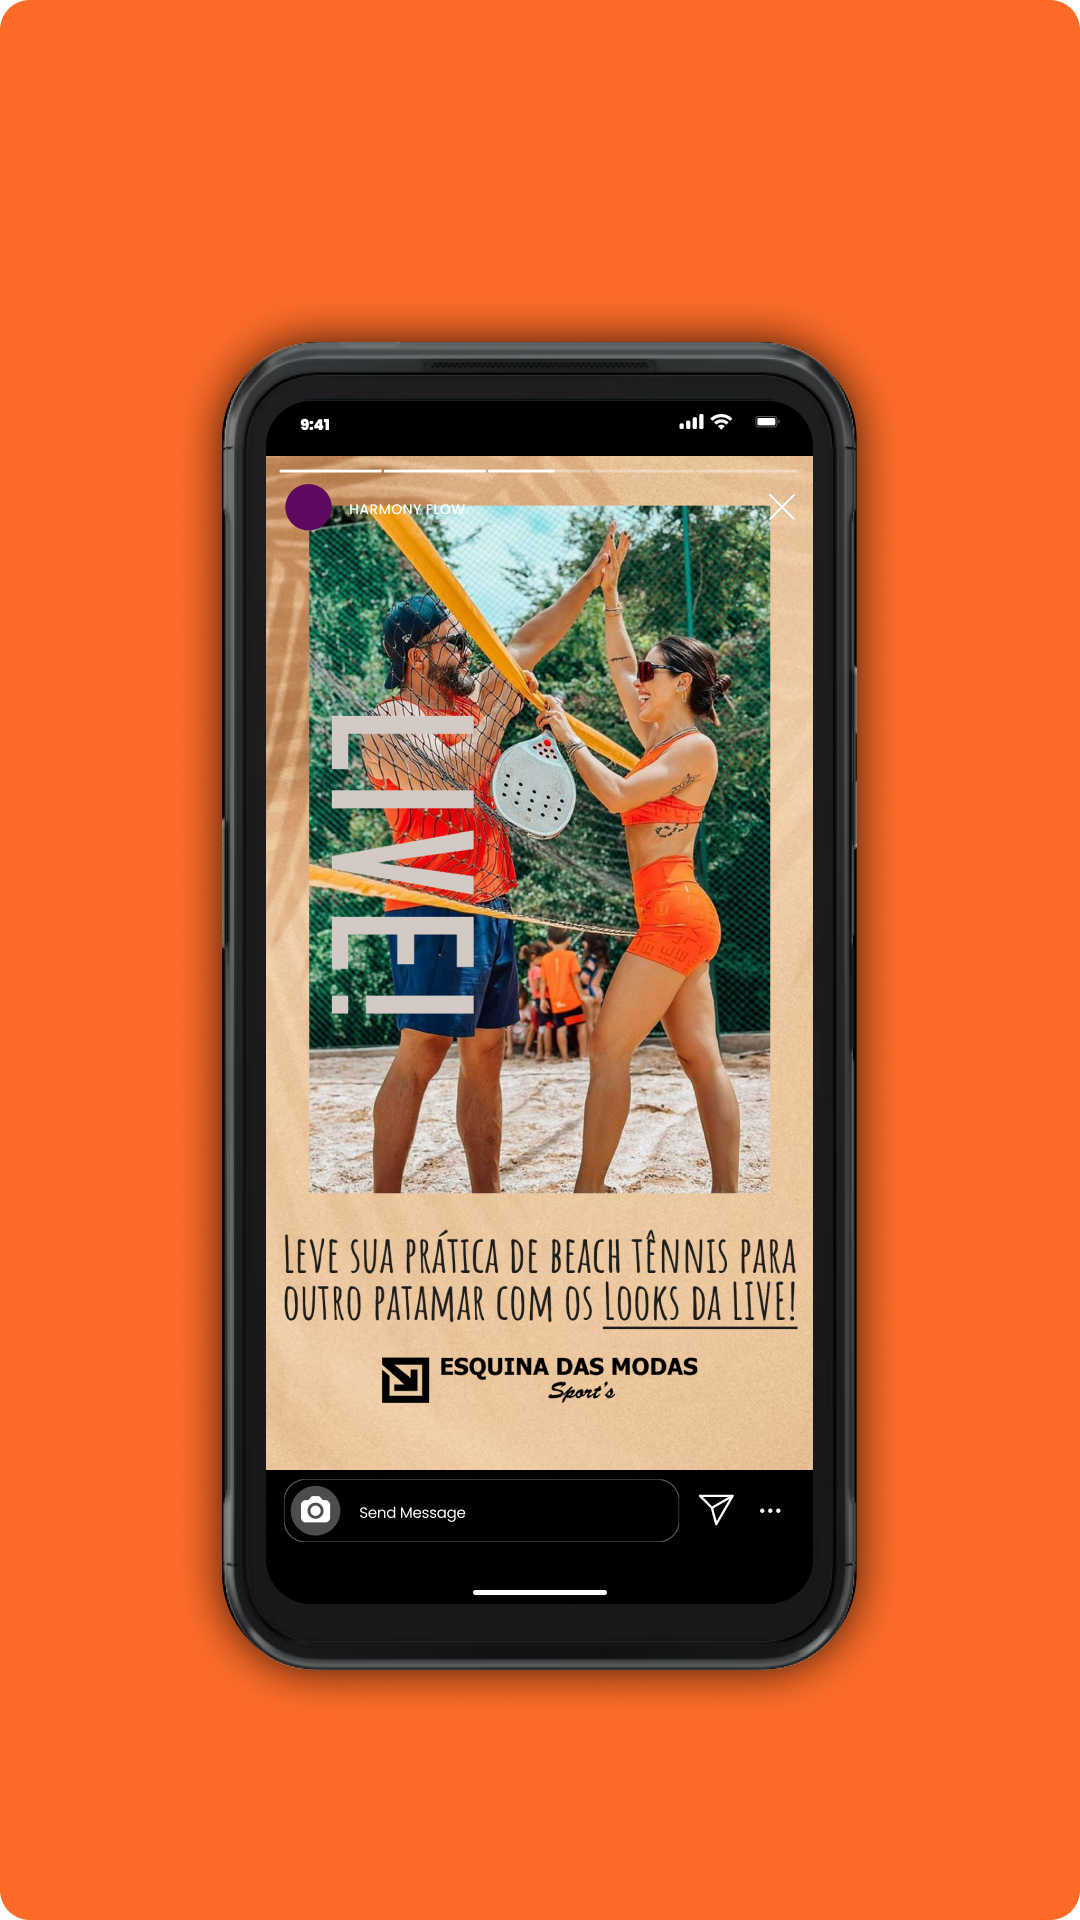 9:41
HARMONY FLOW
LIVE!
LEVE SUA PRÁTICA DE BEACH TÊNNIS PARA
OUTRO PATAMAR COM OS LOOKS DA LIVE!
ESQUINA DAS MODAS
Sport's
Send Message